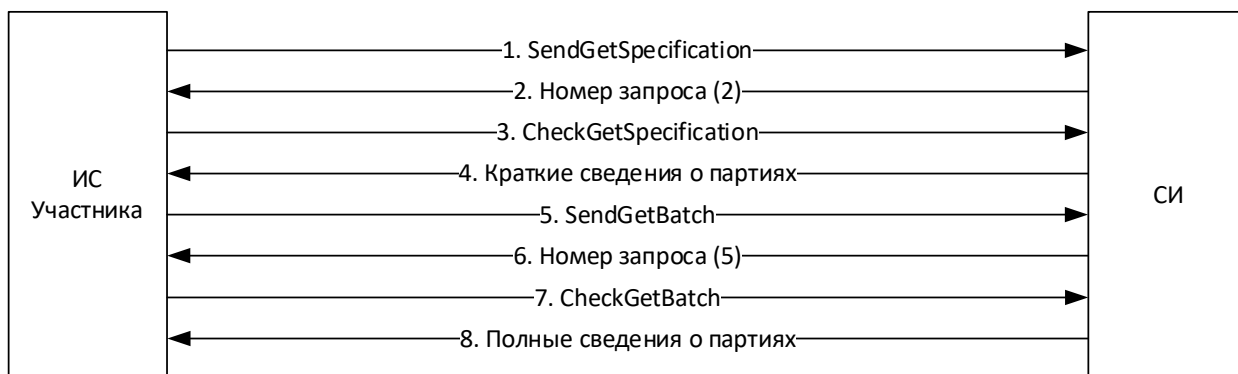 ИС
Участника
1. SendGetSpecification
2. Номер запроса (2)
3. CheckGetSpecification
4. Краткие сведения о партиях
5. SendGetBatch
6. Номер запроса (5)
7. CheckGetBatch
8. Полные сведения о партиях
СИ